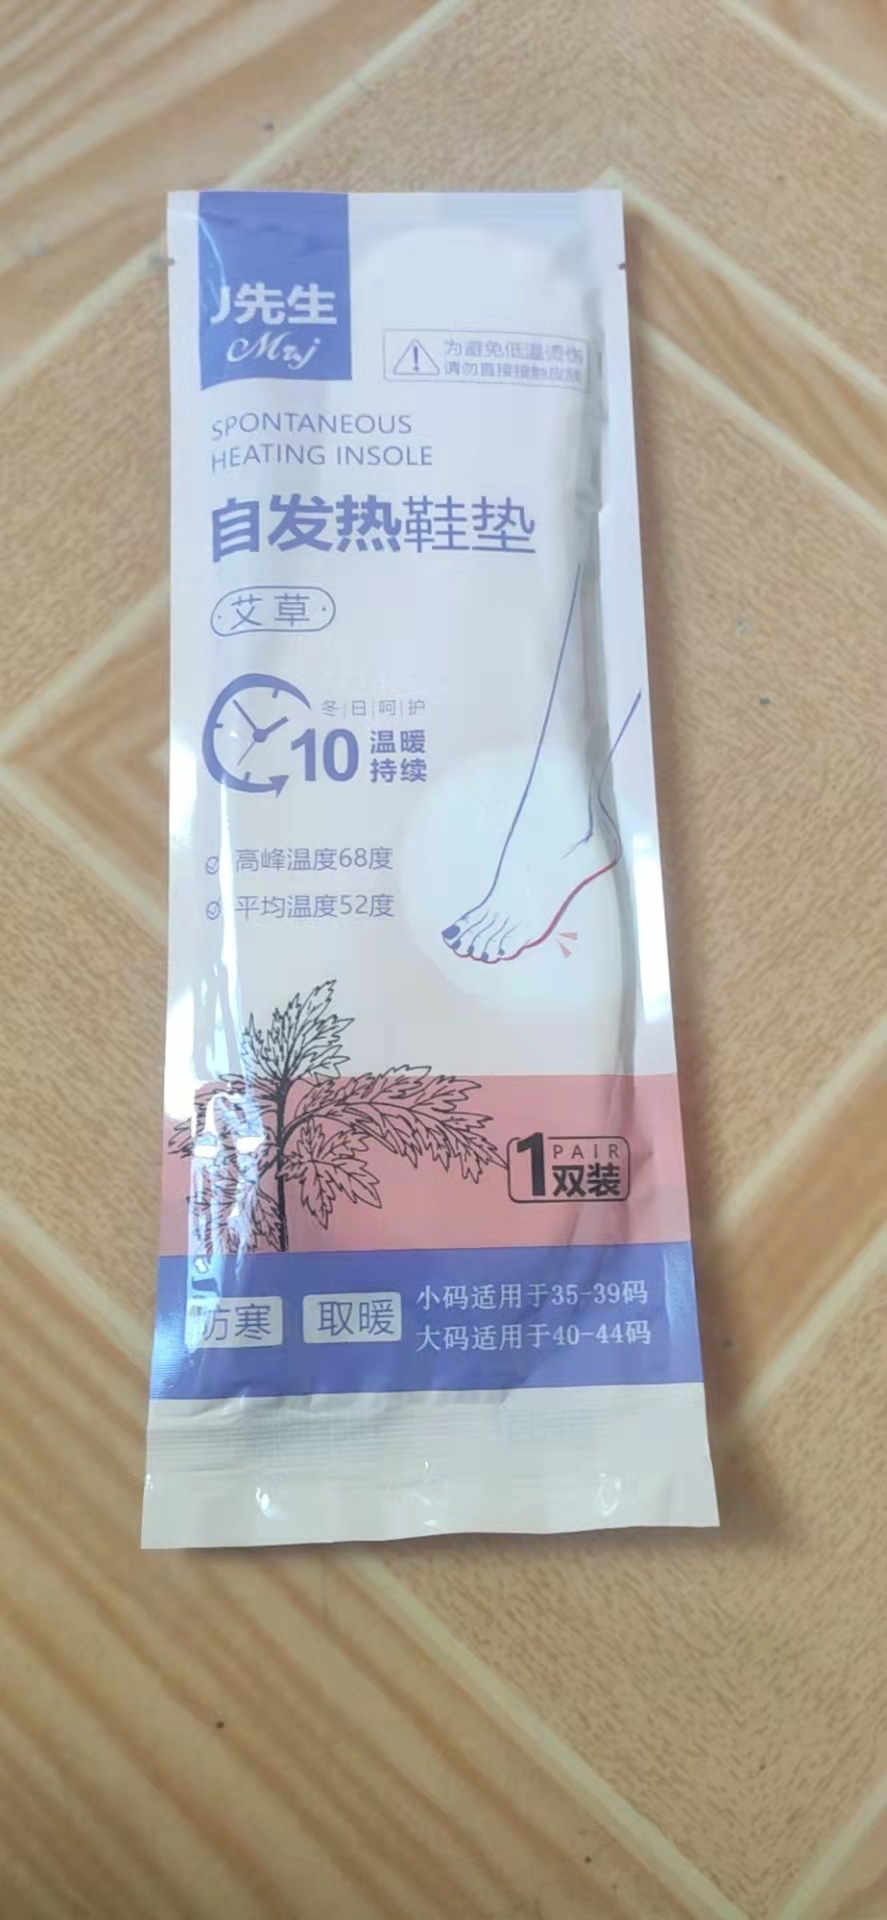 J先生
Mr.j
为避免低温烫伤
请勿直接接触皮肤
SPONTANEOUS
HEATING INSOLE
自发热鞋垫
艾草
冬|日|呵|护
10 温暖
持续
高峰温度68度
平均温度52度
1 PAIR
双装
防寒 取暖
小码适用于35-39码
大码适用于40-44码